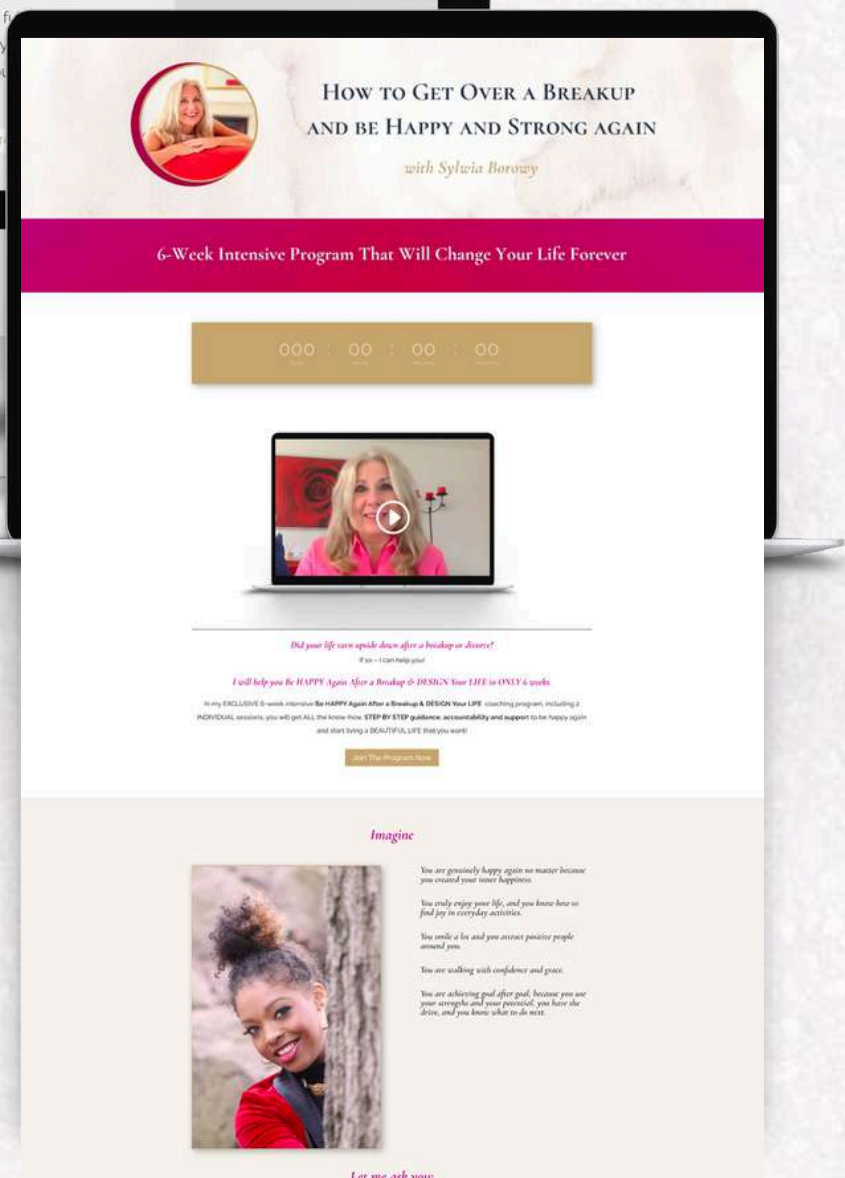 How to Get Over a Breakup
and be Happy and Strong again
with Sylwia Borowy
6-Week Intensive Program That Will Change Your Life Forever
000 : 00 : 00 : 00
Did your life turn upside down after a breakup or divorce?
If so – I can help you!
I will help you Be HAPPY Again After a Breakup & DESIGN Your LIFE in ONLY 6 weeks
In my EXCLUSIVE 6-week intensive Be HAPPY Again After a Breakup & DESIGN Your LIFE coaching program, including 2
INDIVIDUAL sessions, you will get ALL the know-how, STEP BY STEP guidance, accountability and support to be happy again
and start living a BEAUTIFUL LIFE that you want!
Join The Program Now
Imagine
You are genuinely happy again no matter because
you created your inner happiness.
You truly enjoy your life, and you know how to
find joy in everyday activities.
You smile a lot and you attract positive people
around you.
You are walking with confidence and grace.
You are achieving goal after goal, because you use
your strengths and your potential, you have the
drive, and you know what to do next.
Let me ask you